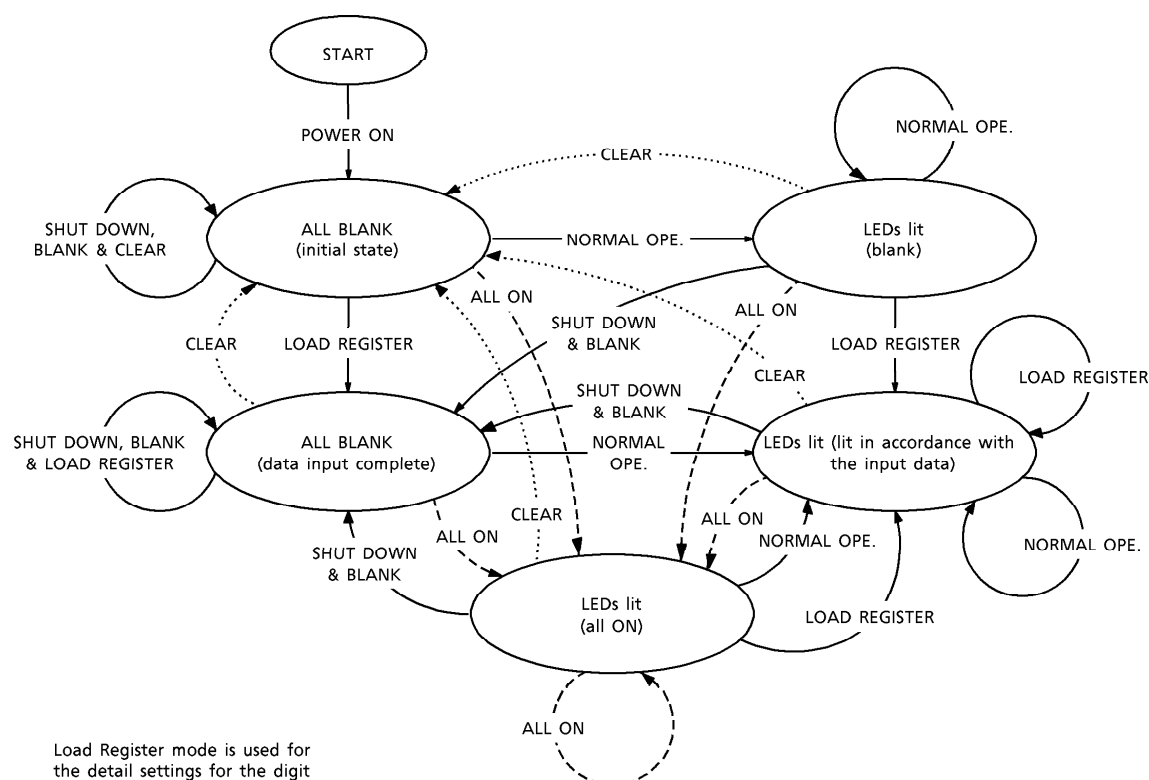 START
POWER ON
NORMAL OPE.
CLEAR
SHUT DOWN,
BLANK & CLEAR
ALL BLANK
(initial state)
NORMAL OPE.
LEDs lit
(blank)
ALL ON
ALL ON
SHUT DOWN
& BLANK
CLEAR
LOAD REGISTER
LOAD REGISTER
CLEAR
LOAD REGISTER
SHUT DOWN
& BLANK
SHUT DOWN, BLANK
& LOAD REGISTER
ALL BLANK
(data input complete)
NORMAL
OPE.
LEDs lit (lit in accordance with
the input data)
CLEAR
ALL ON
ALL ON
NORMAL OPE.
NORMAL OPE.
SHUT DOWN
& BLANK
LEDs lit
(all ON)
LOAD REGISTER
ALL ON
Load Register mode is used for
the detail settings for the digit